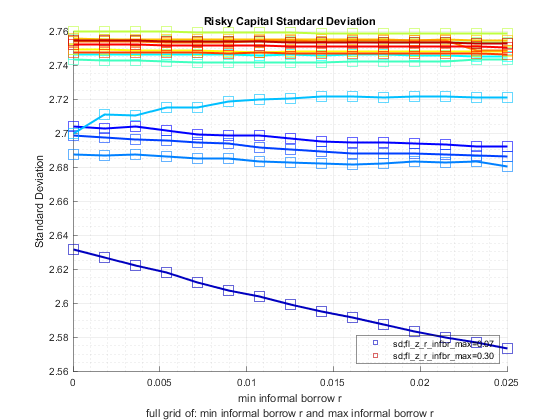 Risky Capital Standard Deviation
2.76
2.74
2.72
2.7
2.68
2.66
2.64
2.62
2.6
2.58
2.56
Standard Deviation
sd;fl_z_r_infbr_max=0.07
sd;fl_z_r_infbr_max=0.30
0 0.005 0.01 0.015 0.02 0.025
min informal borrow r
full grid of: min informal borrow r and max informal borrow r